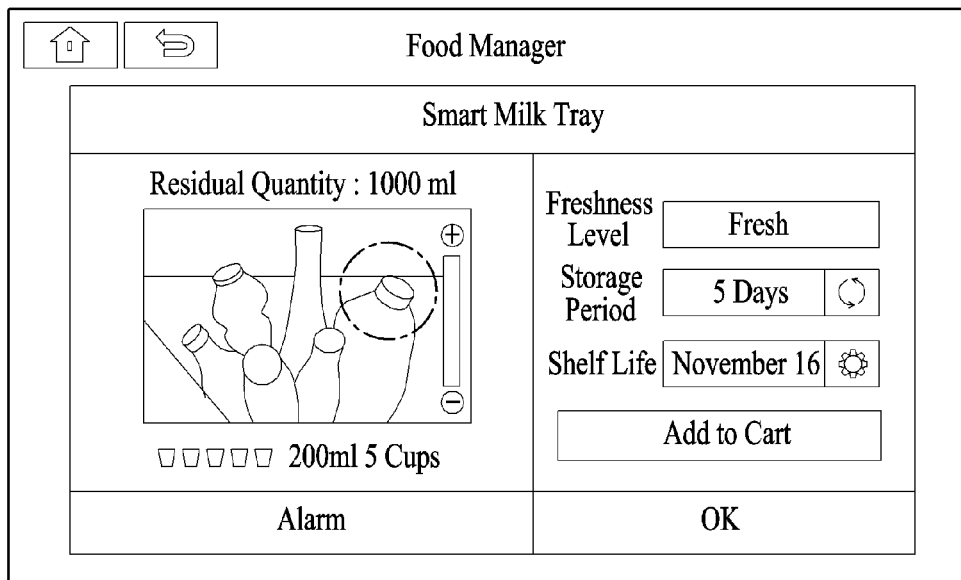 Food Manager
Smart Milk Tray
Residual Quantity : 1000 ml
200ml 5 Cups
Freshness
Level
Fresh
Storage
Period
5 Days
Shelf Life
November 16
Add to Cart
Alarm
OK